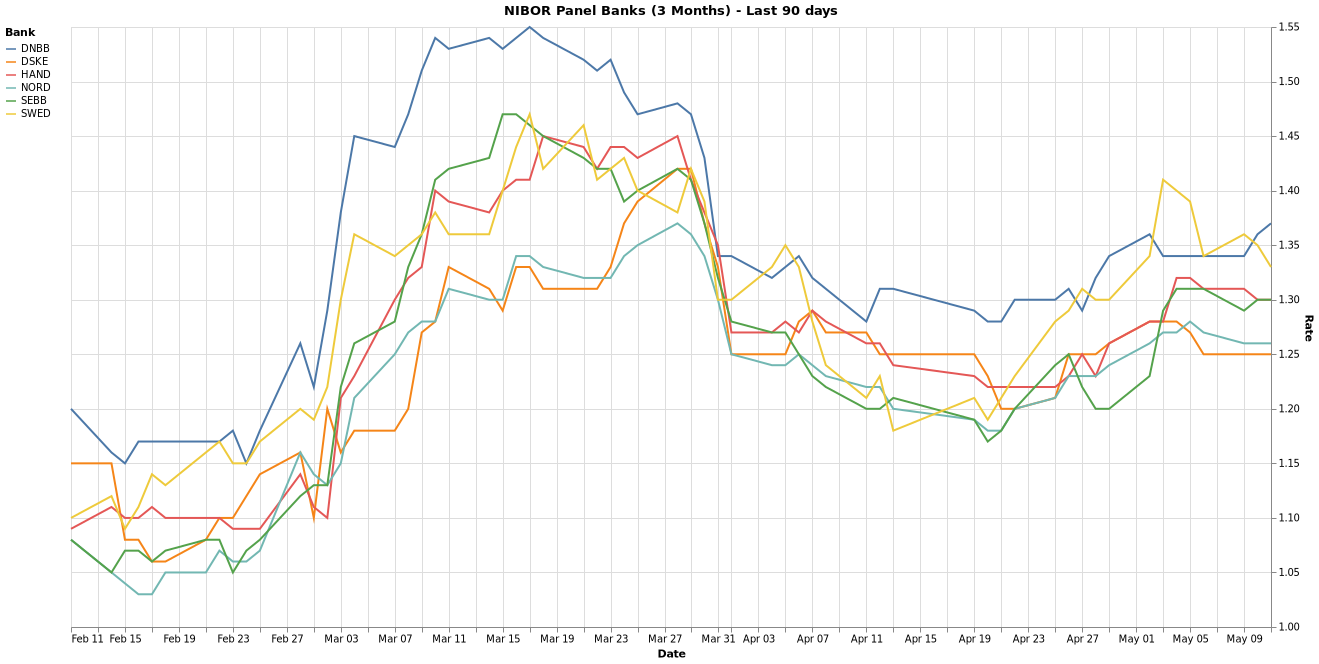 NIBOR Panel Banks (3 Months) - Last 90 days
Bank
DNBB
DSKE
HAND
NORD
SEBB
SWED
1.55
1.50
1.45
1.40
1.35
1.30
1.25
1.20
1.15
1.10
1.05
1.00
Rate
Feb 11 Feb 15 Feb 19 Feb 23 Feb 27 Mar 03 Mar 07 Mar 11 Mar 15 Mar 19 Mar 23 Mar 27 Mar 31 Apr 03 Apr 07 Apr 11 Apr 15 Apr 19 Apr 23 Apr 27 May 01 May 05 May 09
Date